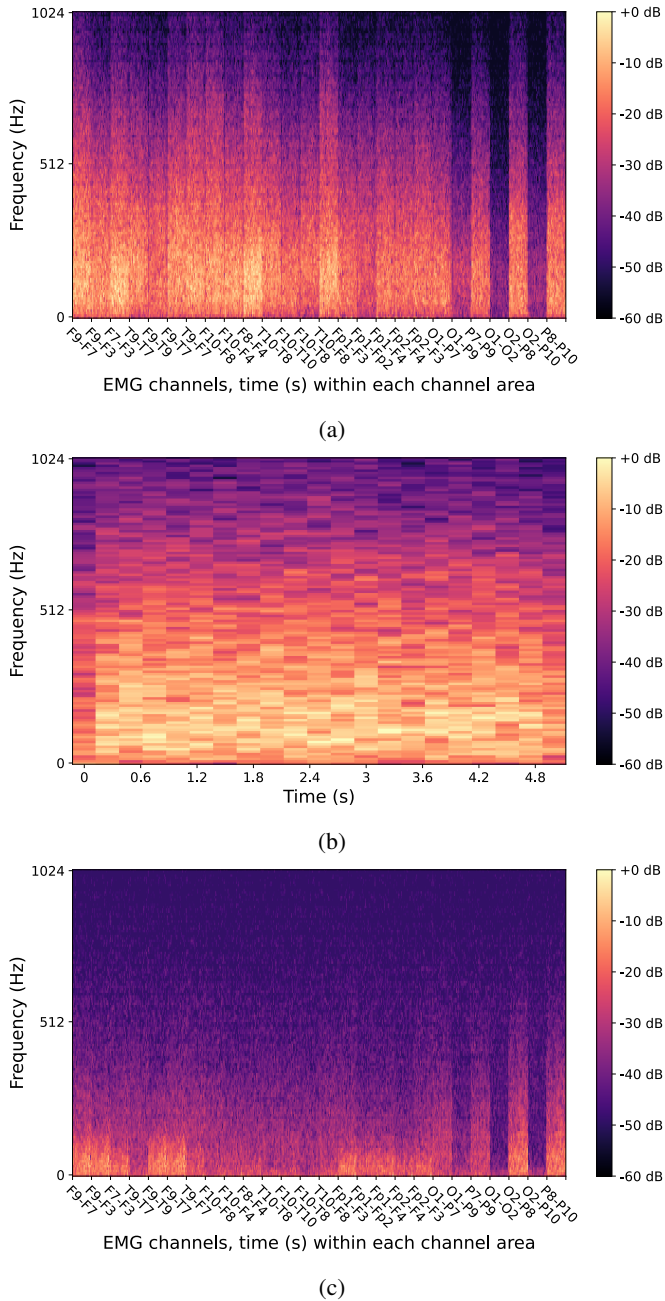 1024
512
0
Frequency (Hz)
F9-F7 F9-F3 F7-F3 T9-T7 F9-T9 F9-T7 T9-F7 F10-F8 F10-F4 F8-F4 T10-T8 F10-T10 F10-T8 T10-F8 Fp1-F3 Fp1-Fp2 Fp1-F4 Fp2-F4 Fp2-F3 O1-P7 O1-P9 P7-P9 O1-O2 O2-P8 O2-P10 P8-P10
EMG channels, time (s) within each channel area
+0 dB
-10 dB
-20 dB
-30 dB
-40 dB
-50 dB
-60 dB
(a)
1024
512
0
Frequency (Hz)
0 0.6 1.2 1.8 2.4 3 3.6 4.2 4.8
Time (s)
+0 dB
-10 dB
-20 dB
-30 dB
-40 dB
-50 dB
-60 dB
(b)
1024
512
0
Frequency (Hz)
F9-F7 F9-F3 F7-F3 T9-T7 F9-T9 F9-T7 T9-F7 F10-F8 F10-F4 F8-F4 T10-T8 F10-T10 F10-T8 T10-F8 Fp1-F3 Fp1-Fp2 Fp1-F4 Fp2-F4 Fp2-F3 O1-P7 O1-P9 P7-P9 O1-O2 O2-P8 O2-P10 P8-P10
EMG channels, time (s) within each channel area
+0 dB
-10 dB
-20 dB
-30 dB
-40 dB
-50 dB
-60 dB
(c)